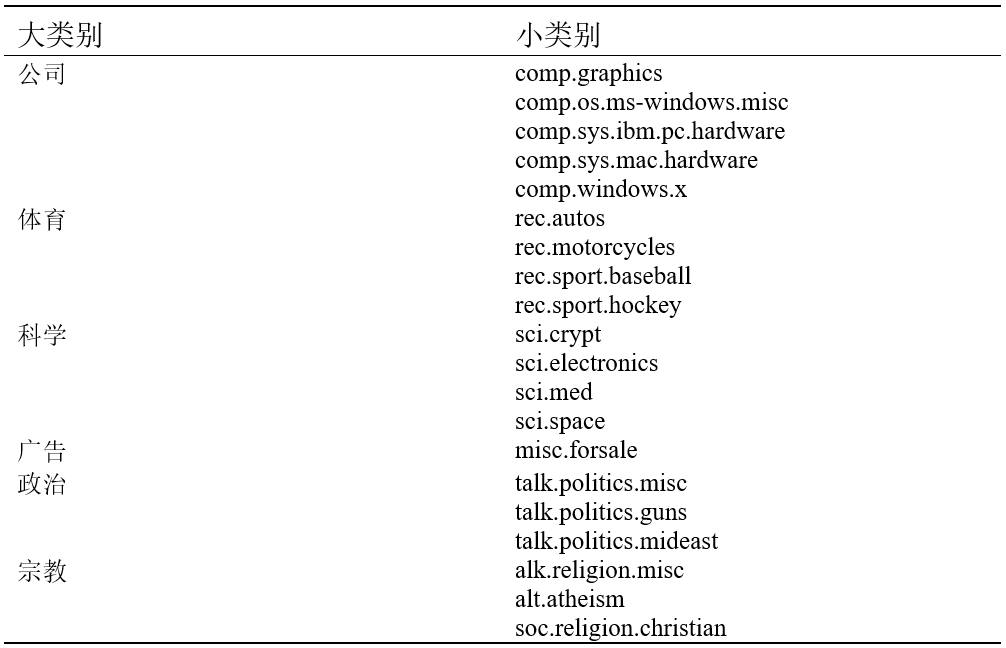 大类别 小类别
公司 comp.graphics
comp.os.ms-windows.misc
comp.sys.ibm.pc.hardware
comp.sys.mac.hardware
comp.windows.x
体育 rec.autos
rec.motorcycles
rec.sport.baseball
rec.sport.hockey
科学 sci.crypt
sci.electronics
sci.med
sci.space
广告 misc.forsale
政治 talk.politics.misc
talk.politics.guns
talk.politics.mideast
宗教 alk.religion.misc
alt.atheism
soc.religion.christian